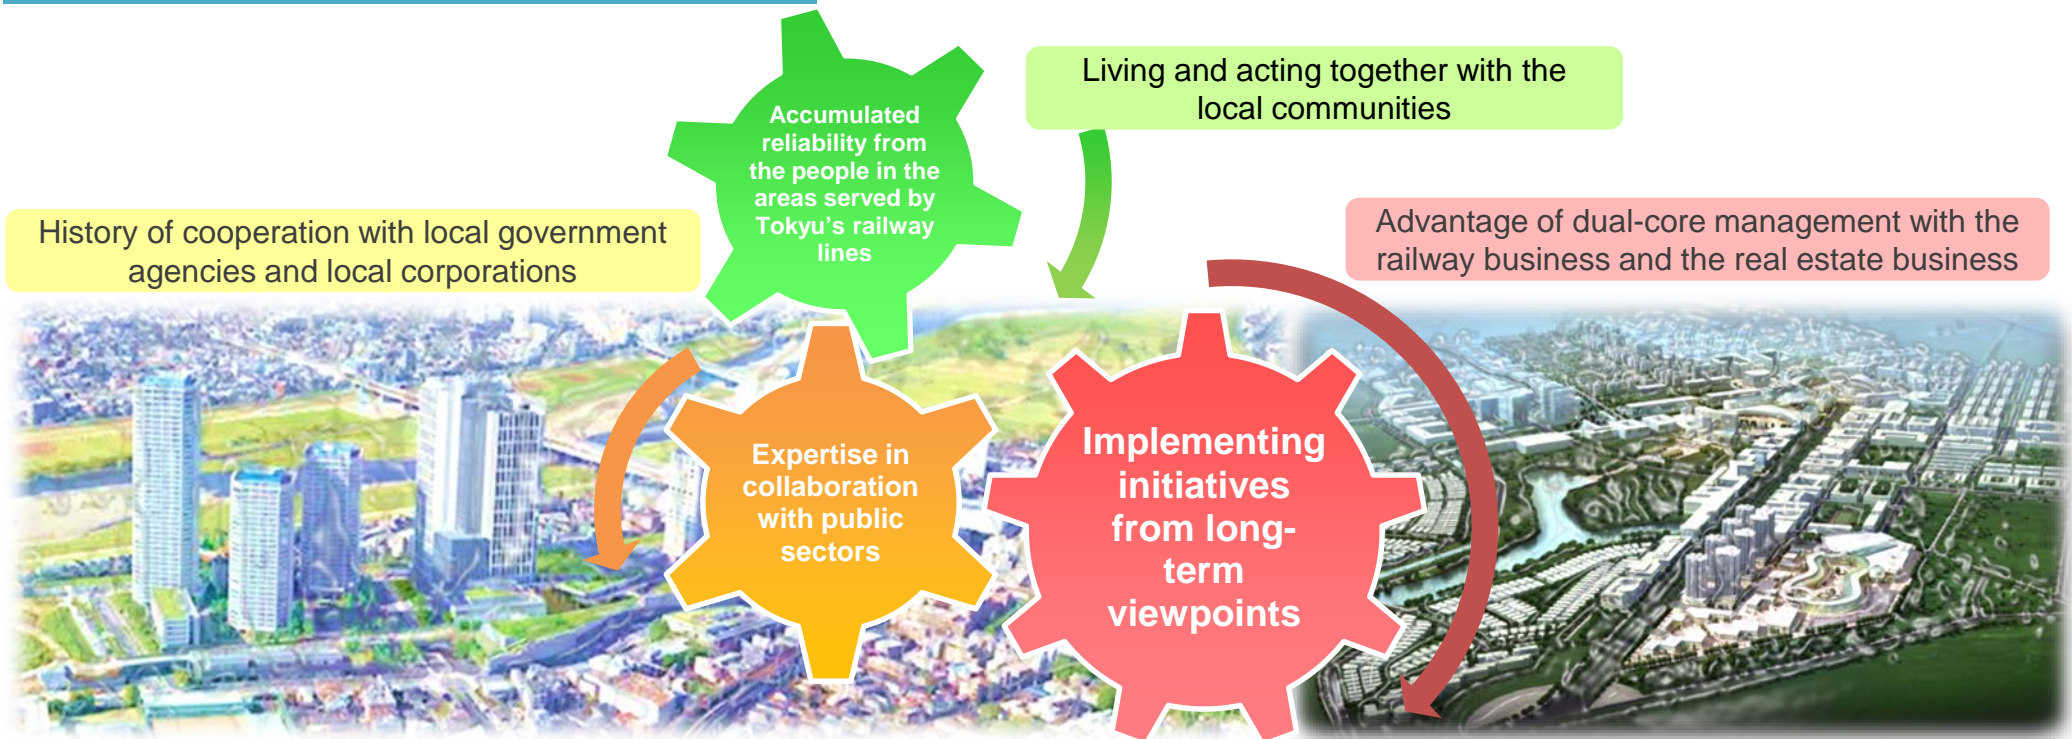 Accumulated
reliability from
the people in the
areas served by
Tokyu’s railway
lines
Living and acting together with the
local communities
History of cooperation with local government
agencies and local corporations
Advantage of dual-core management with the
railway business and the real estate business
Expertise in
collaboration
with public
sectors
Implementing
initiatives
from long-
term
viewpoints